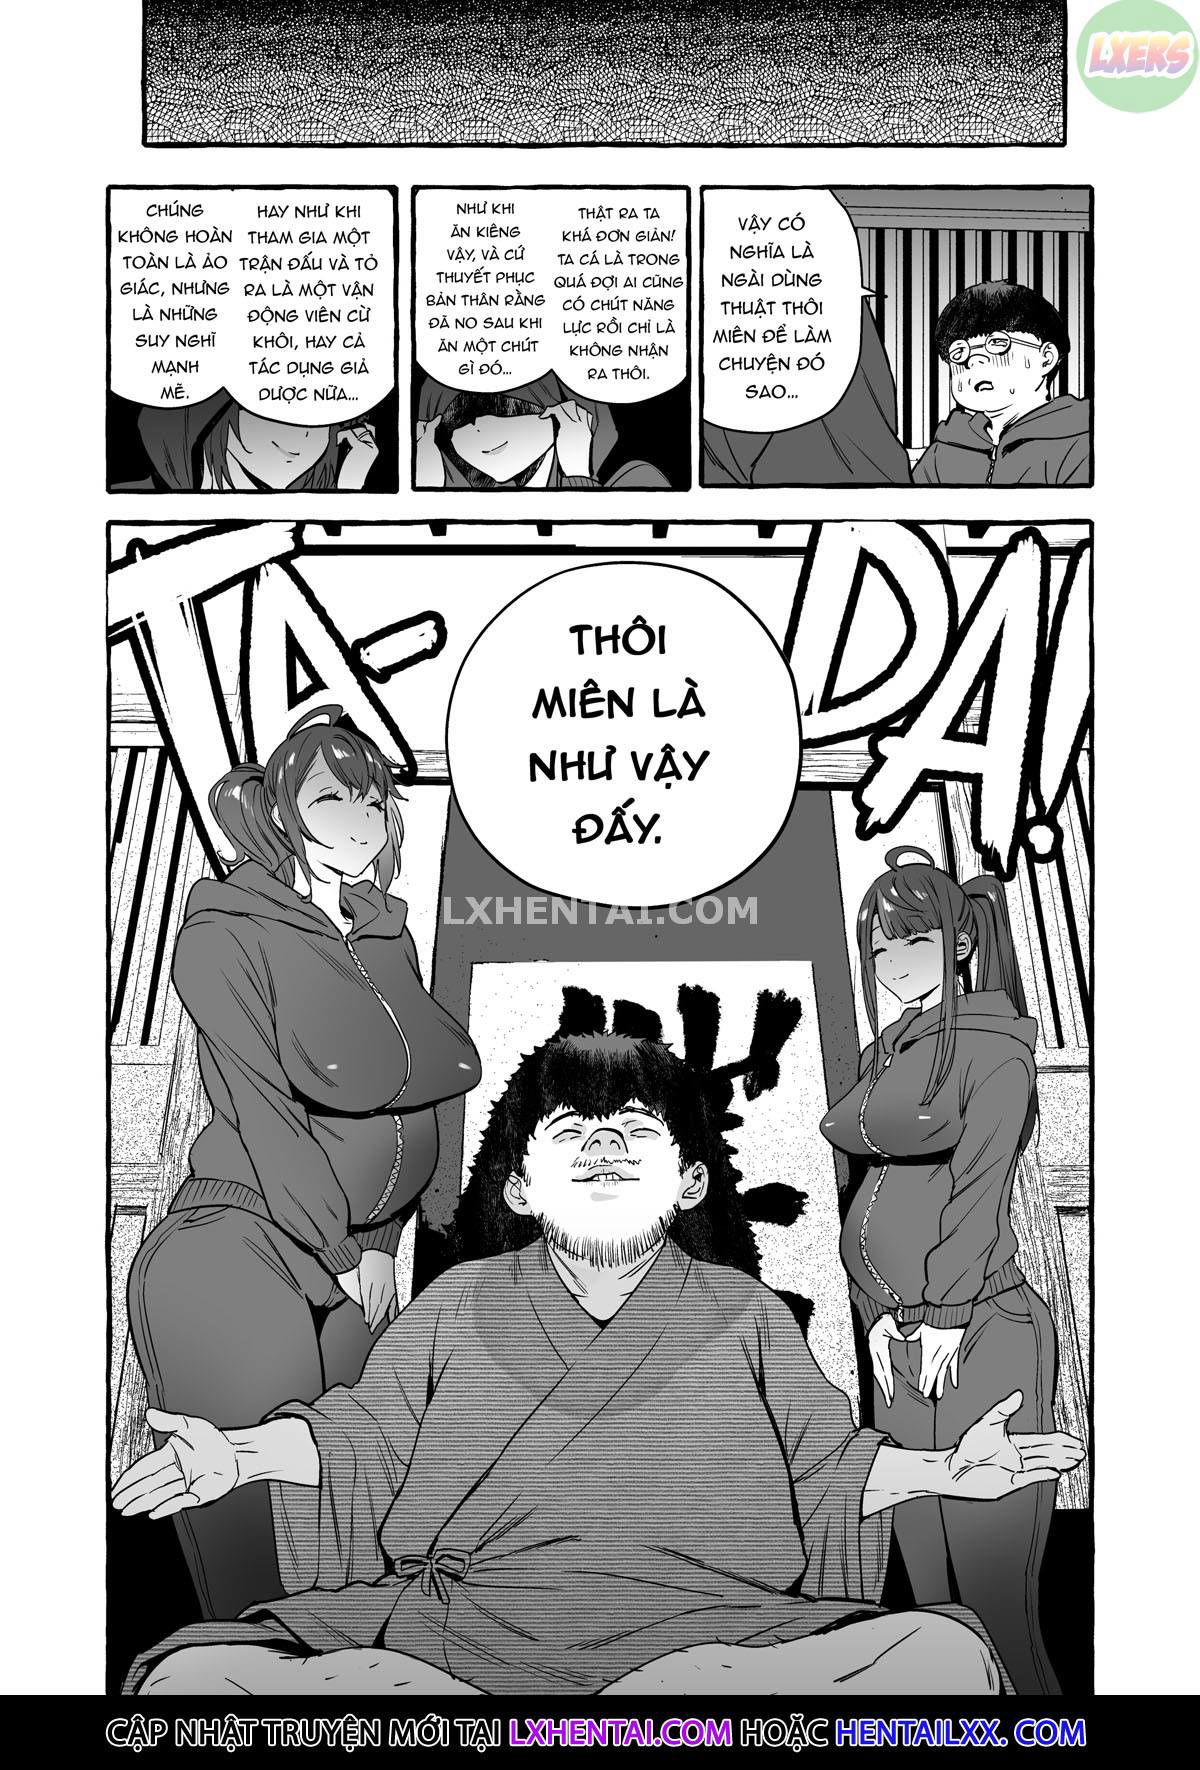 LXERS
VẬY CÓ
NGHĨA LÀ
NGÀI DÙNG
THUẬT THÔI
MIÊN ĐỂ LÀM
CHUYỆN ĐÓ
SAO...
THẬT RA TA
KHÁ ĐƠN GIẢN!
TA CÁ LÀ TRONG
QUÁ ĐỢI AI CŨNG
CÓ CHÚT NĂNG
LỰC RỒI CHỈ LÀ
KHÔNG NHẬN
RA THÔI.
NHƯ KHI
ĂN KIÊNG
VẬY, VÀ CỨ
THUYẾT PHỤC
BẢN THÂN RẰNG
ĐÃ NO SAU KHI
ĂN MỘT CHÚT
GÌ ĐÓ...
HAY NHƯ KHI
THAM GIA MỘT
TRẬN ĐẤU VÀ TỎ
RA LÀ MỘT VẬN
ĐỘNG VIÊN CỪ
KHÔI, HAY CẢ
TÁC DỤNG GIẢ
DƯỢC NỮA...
CHÚNG
KHÔNG HOÀN
TOÀN LÀ ẢO
GIÁC, NHƯNG
LÀ NHỮNG
SUY NGHĨ
MẠNH
MẼ.
TA-DA!
THÔI
MIÊN LÀ
NHƯ VẬY
ĐẤY.
LXHENTAI.COM
CẬP NHẬT TRUYỆN MỚI TẠI LXHENTAI.COM HOẶC HENTAILXX. COM